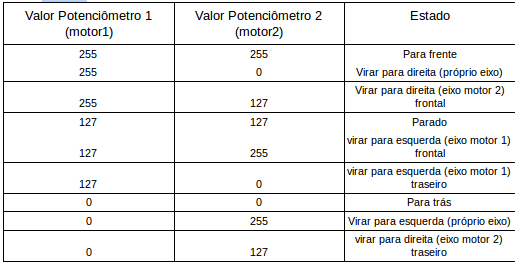 Valor Potenciômetro 1 Valor Potenciômetro 2 Estado
(motor1) (motor2)
255 255 Para frente
255 0 Virar para direita (próprio eixo)
Virar para direita (eixo motor 2)
255 127 frontal
127 127 Parado
virar para esquerda (eixo motor 1)
127 255 frontal
virar para esquerda (eixo motor 1)
127 0 traseiro
0 0 Para trás
0 255 Virar para esquerda (próprio eixo)
virar para direita (eixo motor 2)
0 127 traseiro